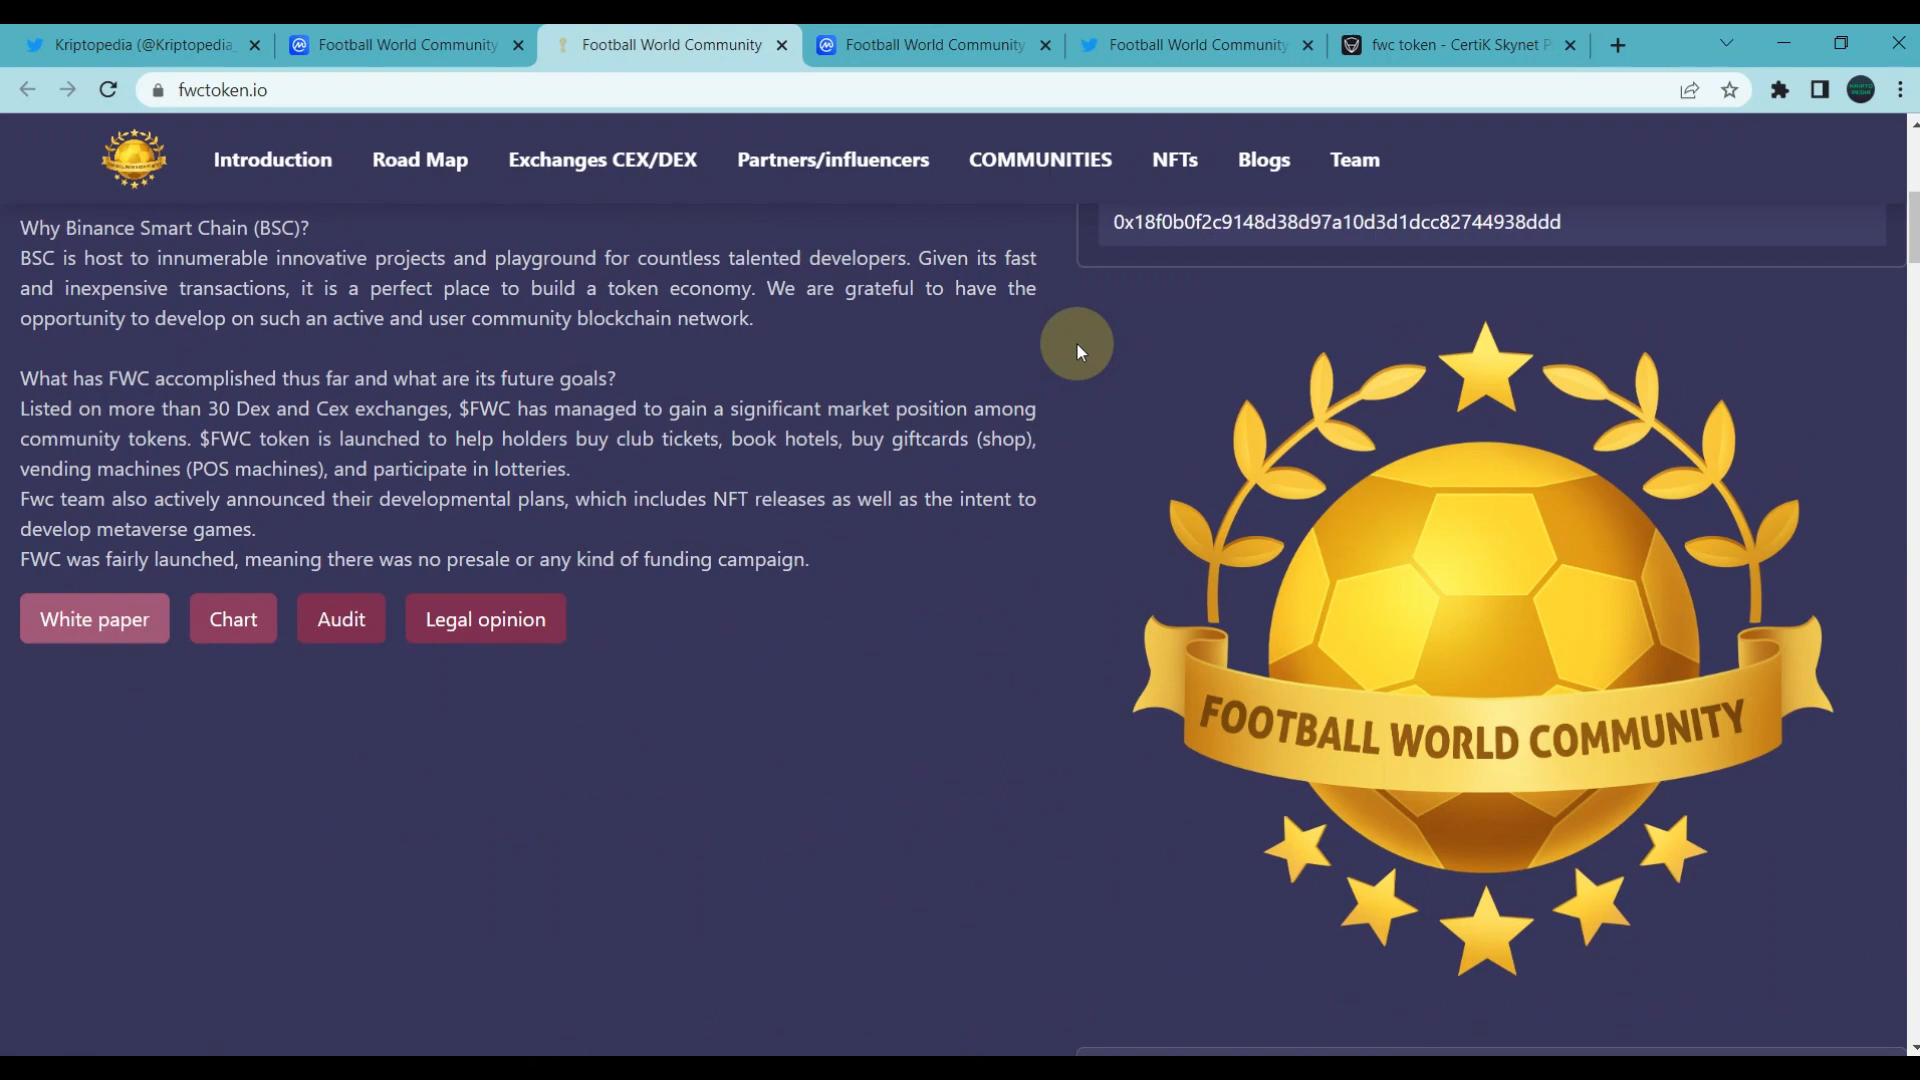 Kriptopedia (@Kriptopedia_
Football World Community
Football World Community
Football World Community
Football World Community
fwc token - CertiK Skynet P
fwctoken.io
Introduction
Road Map
Exchanges CEX/DEX
Partners/influencers
COMMUNITIES
NFTs
Blogs
Team
Why Binance Smart Chain (BSC)?
BSC is host to innumerable innovative projects and playground for countless talented developers. Given its fast
and inexpensive transactions, it is a perfect place to build a token economy. We are grateful to have the
opportunity to develop on such an active and user community blockchain network.
What has FWC accomplished thus far and what are its future goals?
Listed on more than 30 Dex and Cex exchanges, $FWC has managed to gain a significant market position among
community tokens. $FWC token is launched to help holders buy club tickets, book hotels, buy giftcards (shop),
vending machines (POS machines), and participate in lotteries.
Fwc team also actively announced their developmental plans, which includes NFT releases as well as the intent to
develop metaverse games.
FWC was fairly launched, meaning there was no presale or any kind of funding campaign.
White paper
Chart
Audit
Legal opinion
0x18f0b0f2c9148d38d97a10d3d1dcc82744938ddd
FOOTBALL WORLD COMMUNITY